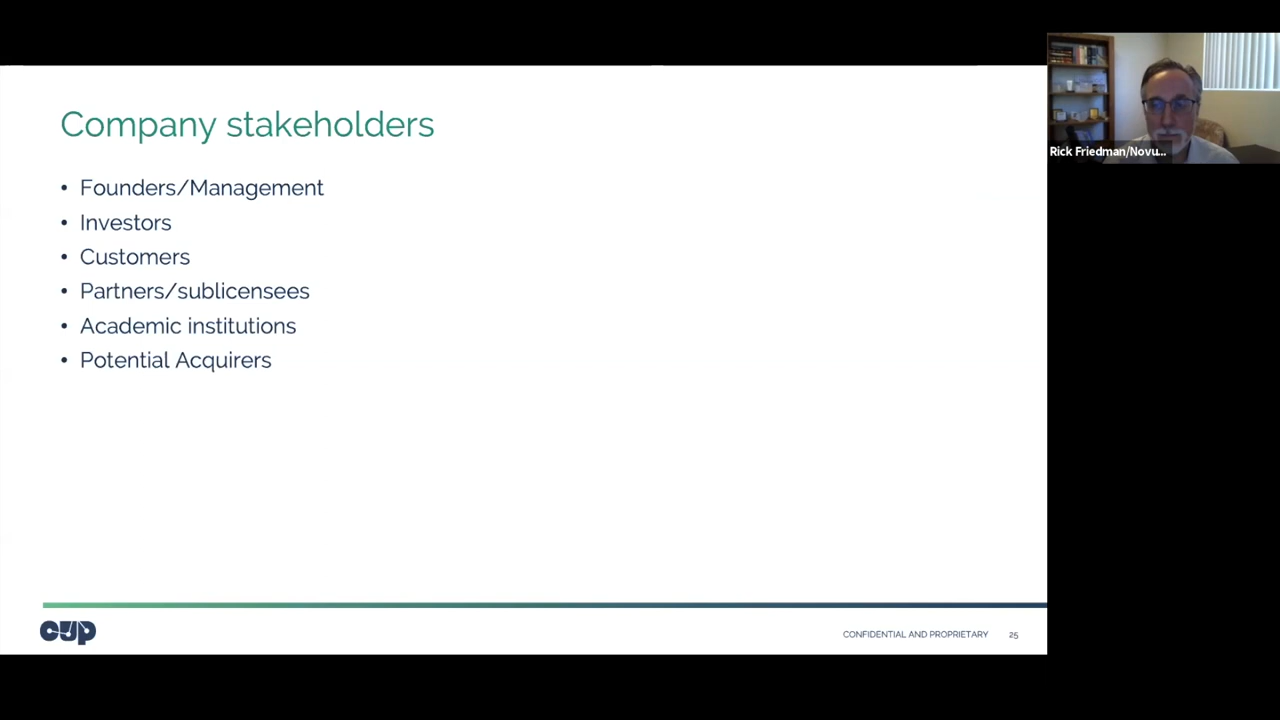 Company stakeholders
• Founders/Management
• Investors
• Customers
• Partners/sublicensees
• Academic institutions
• Potential Acquirers
Rick Friedman/Novu...
cup
CONFIDENTIAL AND PROPRIETARY 25